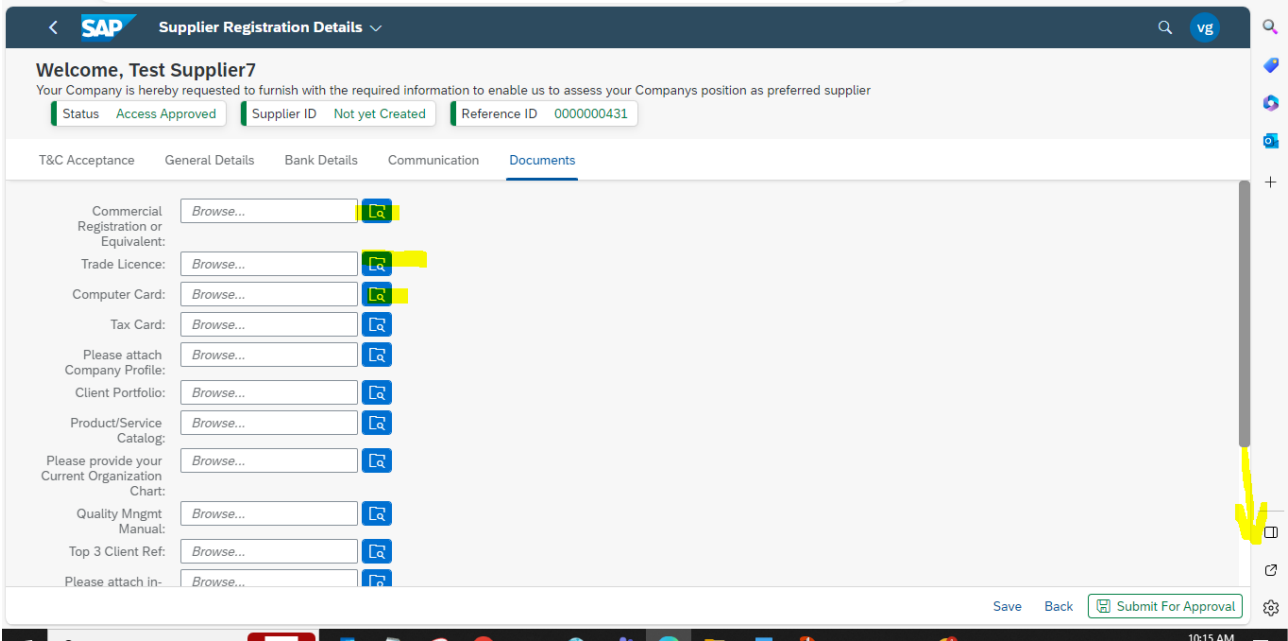 SAP Supplier Registration Details
vg
Welcome, Test Supplier7
Your Company is hereby requested to furnish with the required information to enable us to assess your Companys position as preferred supplier
Status Access Approved Supplier ID Not yet Created Reference ID 0000000431
T&C Acceptance General Details Bank Details Communication Documents
Commercial Browse...
Registration or
Equivalent:
Trade Licence: Browse...
Computer Card: Browse...
Tax Card: Browse...
Please attach Browse...
Company Profile:
Client Portfolio: Browse...
Product/Service Browse...
Catalog:
Please provide your Browse...
Current Organization
Chart:
Quality Mngmt Browse...
Manual:
Top 3 Client Ref: Browse...
Please attach in- Browse...
Save Back Submit For Approval
10:15 AM